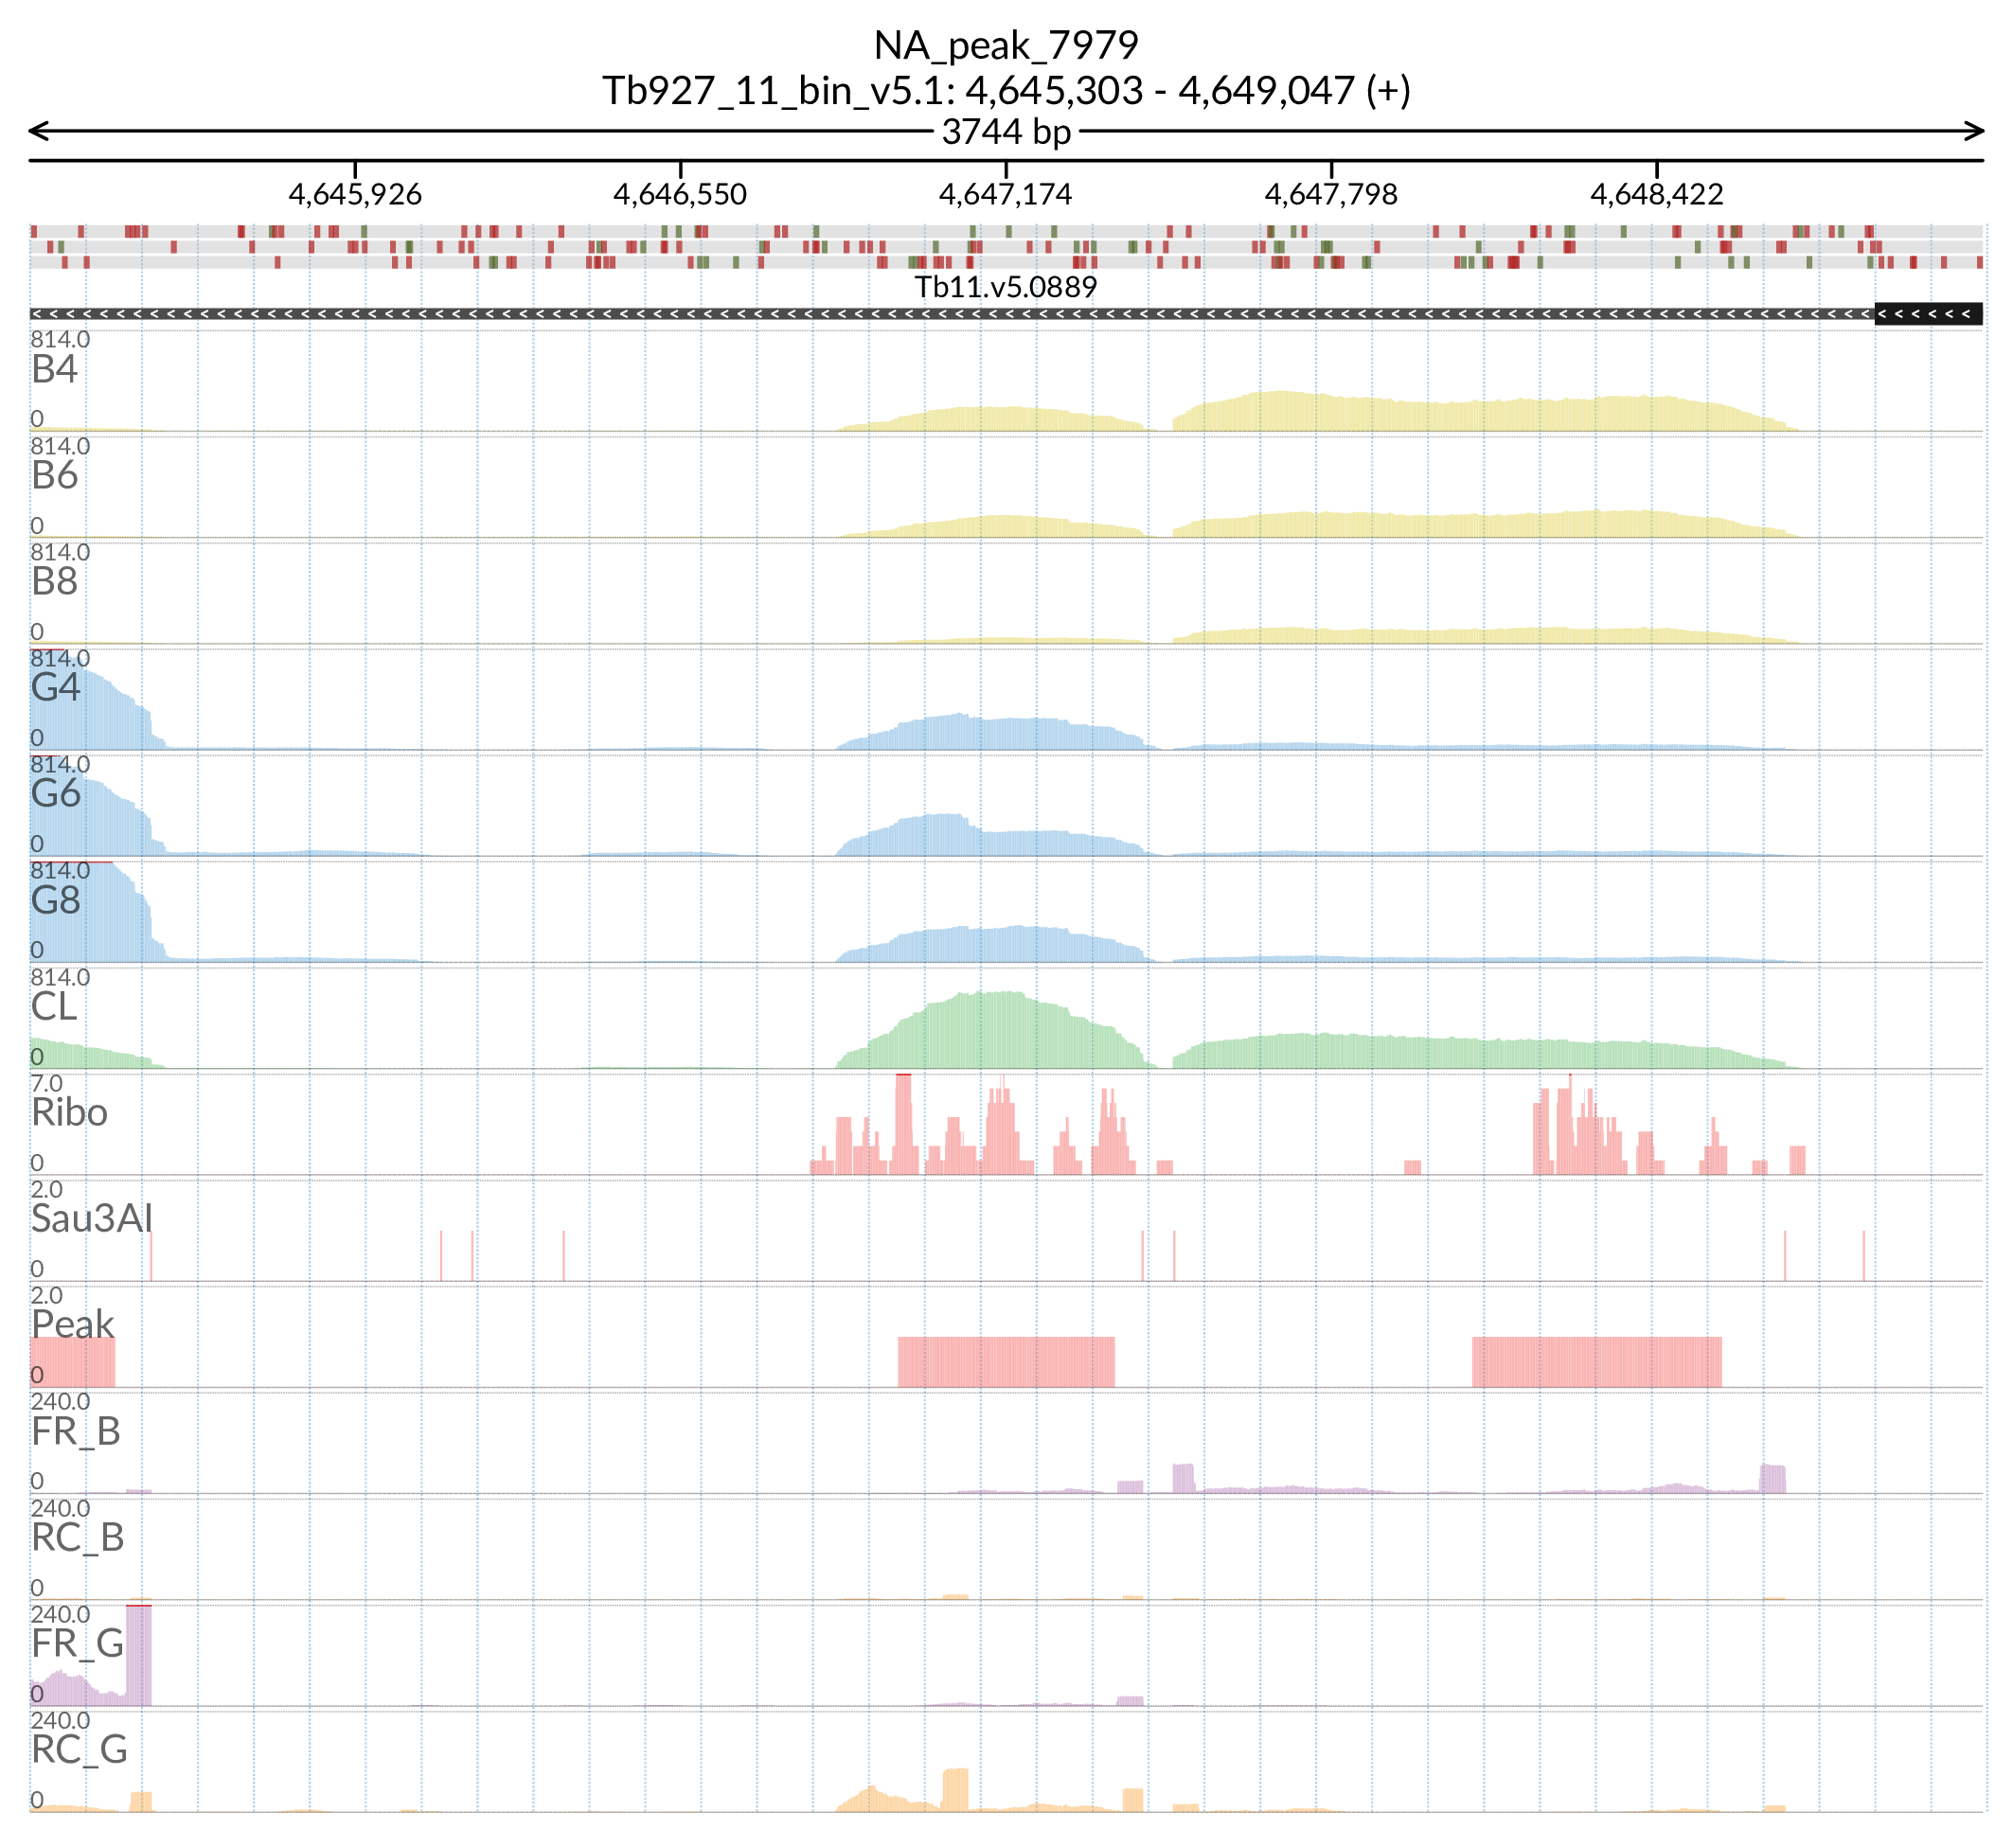 NA_peak_7979
Tb927_11_bin_v5.1: 4,645,303 - 4,649,047 (+)
3744 bp
4,645,926 4,646,550 4,647,174 4,647,798 4,648,422
Tb11.v5.0889
814.0
B4
0
814.0
B6
0
814.0
B8
0
814.0
G4
0
814.0
G6
0
814.0
G8
0
814.0
CL
0
7.0
Ribo
0
2.0
Sau3AI
0
2.0
Peak
0
240.0
FR_B
0
240.0
RC_B
0
240.0
FR_G
0
240.0
RC_G
0